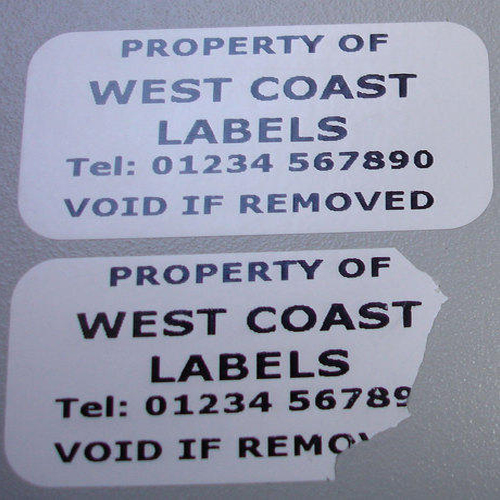 PROPERTY OF
WEST COAST
LABELS
Tel: 01234 567890
VOID IF REMOVED
PROPERTY OF
WEST COAST
LABELS
Tel: 01234 56789
VOID IF REMOV